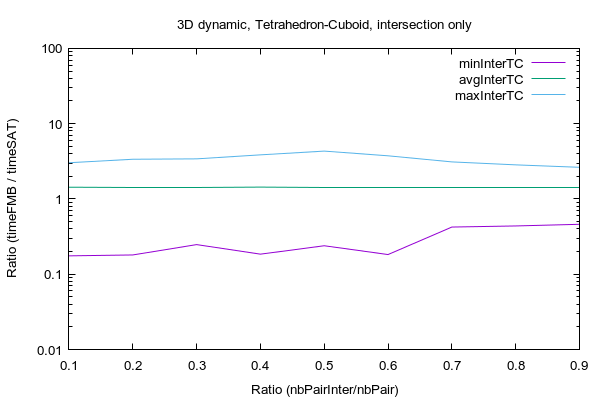 3D dynamic, Tetrahedron-Cuboid, intersection only
100
10
1
0.1
0.01
Ratio (timeFMB / timeSAT)
minInterTC
avgInterTC
maxInterTC
0.1 0.2 0.3 0.4 0.5 0.6 0.7 0.8 0.9
Ratio (nbPairInter/nbPair)